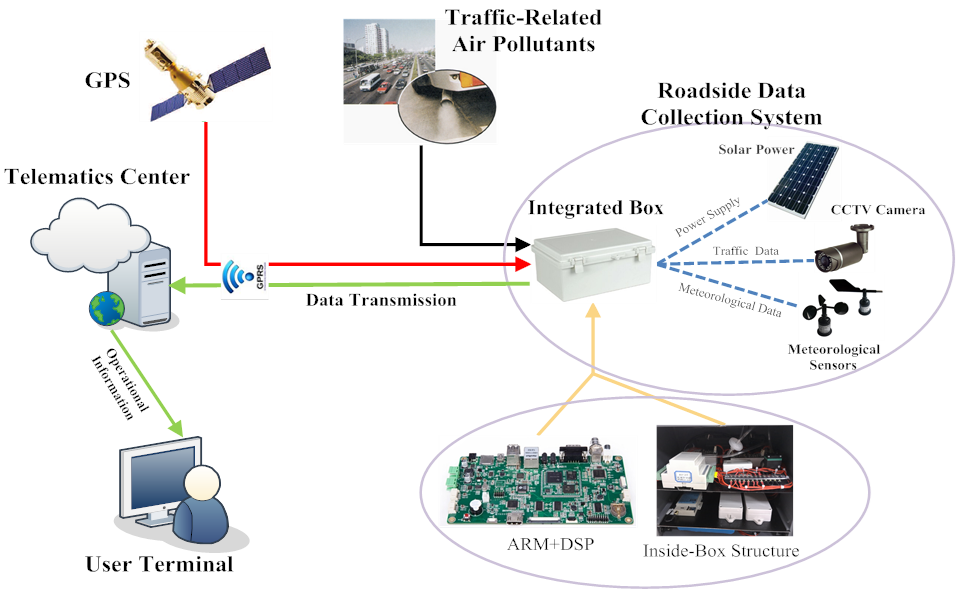 Traffic-Related
Air Pollutants
GPS
Roadside Data
Collection System
Solar Power
Telematics Center
Integrated Box
Power Supply
CCTV Camera
Traffic Data
GPRS
Meteorological Data
Data Transmission
Meteorological
Sensors
Operational
Information
ARM+DSP
Inside-Box Structure
User Terminal